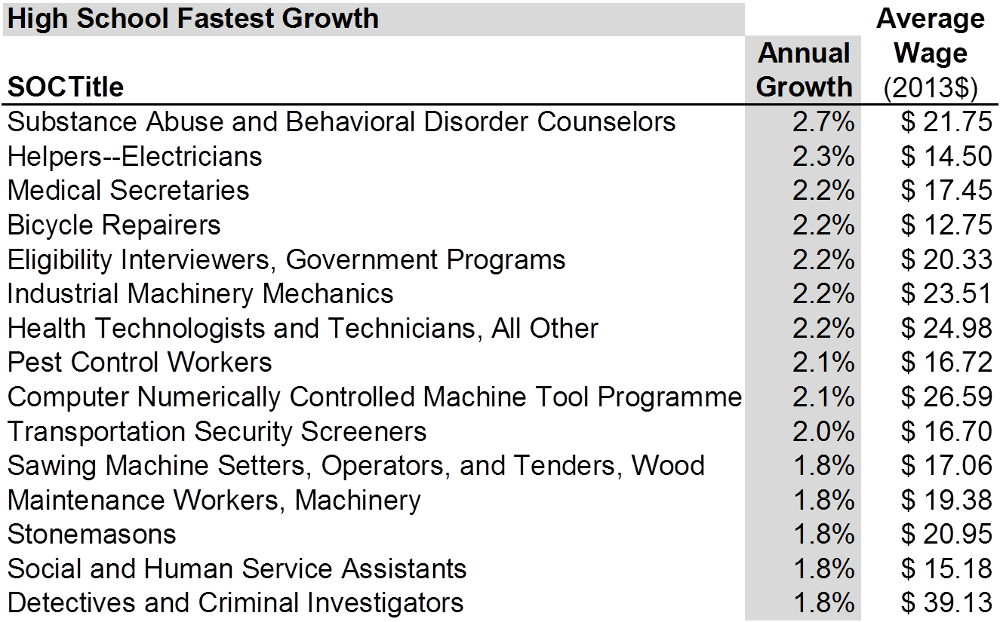 High School Fastest Growth Average
Annual Wage
SOCTitle Growth (2013$)
Substance Abuse and Behavioral Disorder Counselors 2.7% $ 21.75
Helpers--Electricians 2.3% $ 14.50
Medical Secretaries 2.2% $ 17.45
Bicycle Repairers 2.2% $ 12.75
Eligibility Interviewers, Government Programs 2.2% $ 20.33
Industrial Machinery Mechanics 2.2% $ 23.51
Health Technologists and Technicians, All Other 2.2% $ 24.98
Pest Control Workers 2.1% $ 16.72
Computer Numerically Controlled Machine Tool Programme 2.1% $ 26.59
Transportation Security Screeners 2.0% $ 16.70
Sawing Machine Setters, Operators, and Tenders, Wood 1.8% $ 17.06
Maintenance Workers, Machinery 1.8% $ 19.38
Stonemasons 1.8% $ 20.95
Social and Human Service Assistants 1.8% $ 15.18
Detectives and Criminal Investigators 1.8% $ 39.13